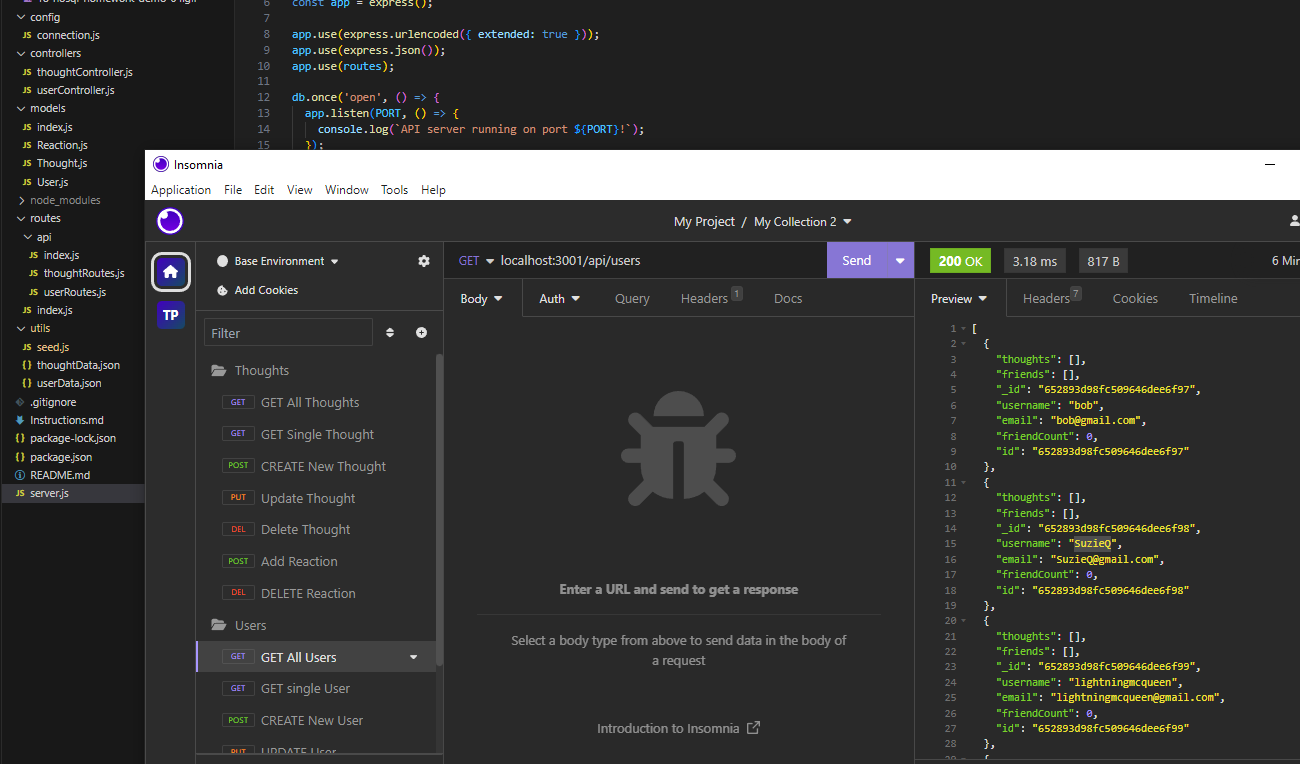 config
JS connection.js
controllers
JS thoughtController.js
JS userController.js
models
JS index.js
JS Reaction.js
JS Thought.js
JS User.js
node_modules
routes
api
JS index.js
JS thoughtRoutes.js
JS userRoutes.js
JS index.js
utils
JS seed.js
{} thoughtData.json
{} userData.json
.gitignore
Instructions.md
{} package-lock.json
{} package.json
README.md
JS server.js
6 const app = express();
7
8 app.use(express.urlencoded({ extended: true }));
9 app.use(express.json());
10 app.use(routes);
11
12 db.once('open', () => {
13 app.listen(PORT, () => {
14 console.log(`API server running on port ${PORT}!`);
15 });
Insomnia
Application File Edit View Window Tools Help
My Project / My Collection 2
TP
Base Environment
Add Cookies
Filter
Thoughts
GET GET All Thoughts
GET GET Single Thought
POST CREATE New Thought
PUT Update Thought
DEL Delete Thought
POST Add Reaction
DEL DELETE Reaction
Users
GET GET All Users
GET GET single User
POST CREATE New User
PUT UPDATE User
GET localhost:3001/api/users
Send
Body Auth Query Headers 1 Docs
Enter a URL and send to get a response
Select a body type from above to send data in the body of
a request
Introduction to Insomnia
200 OK 3.18 ms 817 B 6 Min
Preview Headers 7 Cookies Timeline
1 [
2 {
3 "thoughts": [],
4 "friends": [],
5 "_id": "652893d98fc509646dee6f97",
6 "username": "bob",
7 "email": "bob@gmail.com",
8 "friendCount": 0,
9 "id": "652893d98fc509646dee6f97"
10 },
11 {
12 "thoughts": [],
13 "friends": [],
14 "_id": "652893d98fc509646dee6f98",
15 "username": "SuzieQ",
16 "email": "SuzieQ@gmail.com",
17 "friendCount": 0,
18 "id": "652893d98fc509646dee6f98"
19 },
20 {
21 "thoughts": [],
22 "friends": [],
23 "_id": "652893d98fc509646dee6f99",
24 "username": "lightningmcqueen",
25 "email": "lightningmcqueen@gmail.com",
26 "friendCount": 0,
27 "id": "652893d98fc509646dee6f99"
28 },